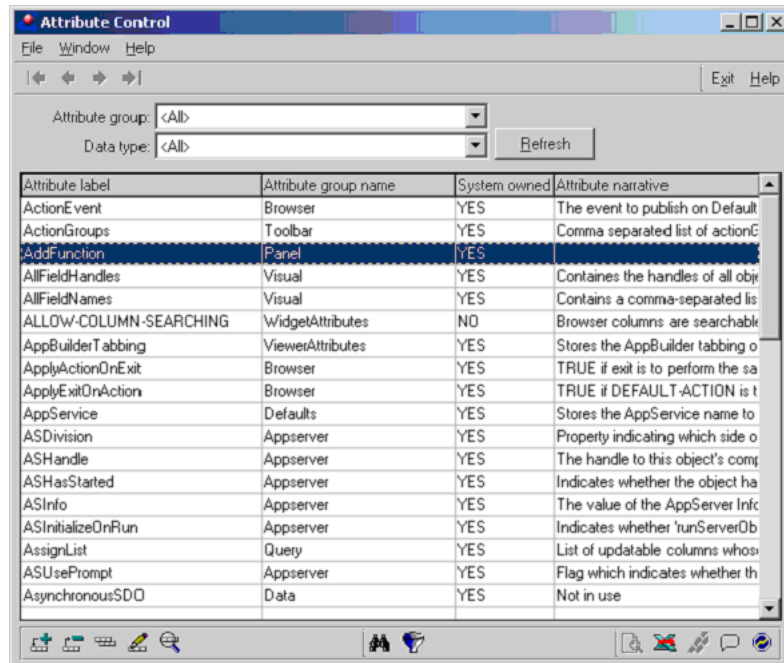 Attribute Control
File Window Help
Exit Help
Attribute group: <All>
Data type: <All>
Refresh
Attribute label Attribute group name System owned Attribute narrative
ActionEvent Browser YES The event to publish on Default
ActionGroups Toolbar YES Comma separated list of actionG
AddFunction Panel YES
AllFieldHandles Visual YES Containes the handles of all obje
AllFieldNames Visual YES Contains a comma-separated lis
ALLOW-COLUMN-SEARCHING WidgetAttributes NO Browser columns are searchable
AppBuilderTabbing ViewerAttributes YES Stores the AppBuilder tabbing o
ApplyActionOnExit Browser YES TRUE if exit is to perform the sa
ApplyExitOnAction Browser YES TRUE if DEFAULT-ACTION is t
AppService Defaults YES Stores the AppService name to
ASDivision Appserver YES Property indicating which side o
ASHandle Appserver YES The handle to this object's comp
ASHasStarted Appserver YES Indicates whether the object ha
ASInfo Appserver YES The value of the AppServer Info
ASInitializeOnRun Appserver YES Indicates whether 'runServerOb
AssignList Query YES List of updatable columns whose
ASUsePrompt Appserver YES Flag which indicates whether th
AsynchronousSDO Data YES Not in use